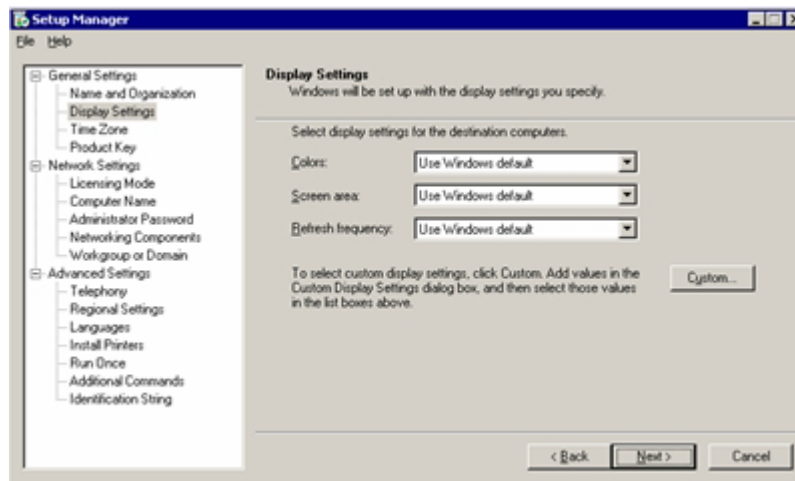 Setup Manager
File Help
General Settings
Name and Organization
Display Settings
Time Zone
Product Key
Network Settings
Licensing Mode
Computer Name
Administrator Password
Networking Components
Workgroup or Domain
Advanced Settings
Telephony
Regional Settings
Languages
Install Printers
Run Once
Additional Commands
Identification String
Display Settings
Windows will be set up with the display settings you specify.
Select display settings for the destination computers.
Colors: Use Windows default
Screen area: Use Windows default
Refresh frequency: Use Windows default
To select custom display settings, click Custom. Add values in the
Custom Display Settings dialog box, and then select those values
in the list boxes above.
Custom...
< Back Next > Cancel